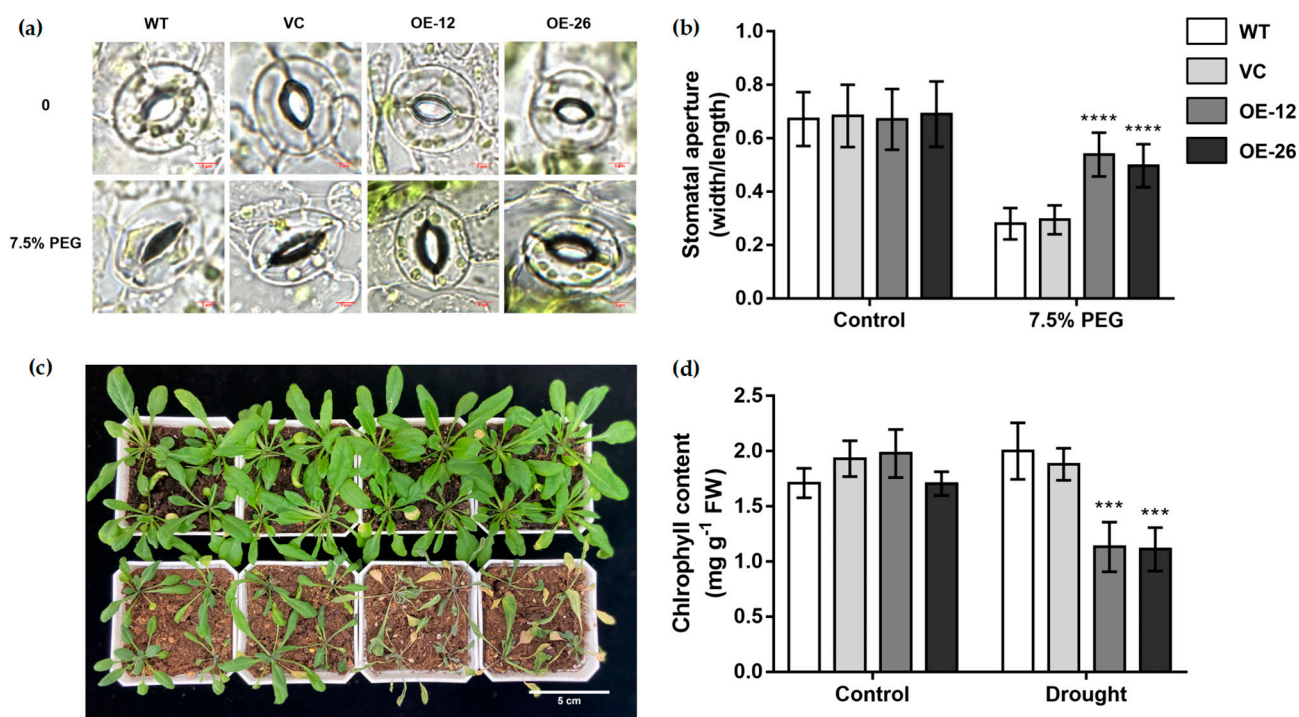 (a)
WT VC OE-12 OE-26
0
7.5% PEG
(b)
Stomatal aperture
(width/length)
1.0
0.8
0.6
0.4
0.2
0.0
**** ****
Control 7.5% PEG
WT
VC
OE-12
OE-26
(c)
5 cm
(d)
Chlorophyll content
(mg g⁻¹ FW)
2.5
2.0
1.5
1.0
0.5
0.0
*** ***
Control Drought